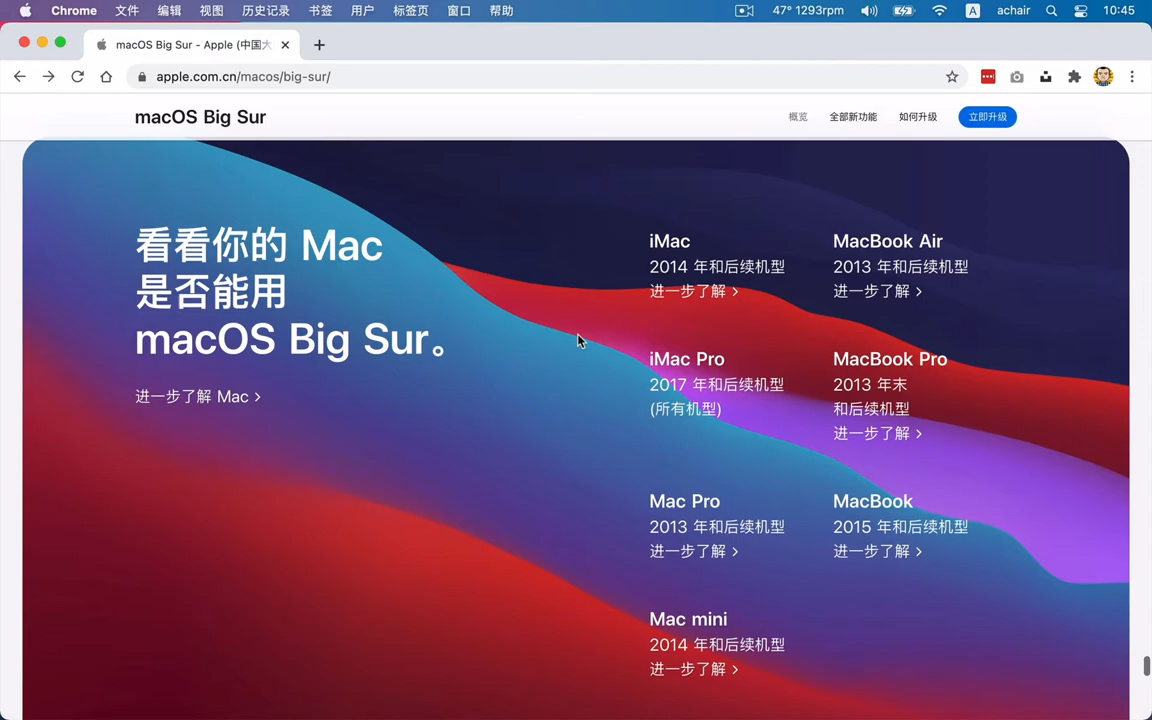 Chrome 文件 编辑 视图 历史记录 书签 用户 标签页 窗口 帮助 47° 1293rpm A achair 10:45
macOS Big Sur - Apple (中国大
apple.com.cn/macos/big-sur/
macOS Big Sur 概览 全部新功能 如何升级 立即升级
看看你的 Mac
是否能用
macOS Big Sur。
进一步了解 Mac >
iMac
2014 年和后续机型
进一步了解 >
MacBook Air
2013 年和后续机型
进一步了解 >
iMac Pro
2017 年和后续机型
(所有机型)
MacBook Pro
2013 年末
和后续机型
进一步了解 >
Mac Pro
2013 年和后续机型
进一步了解 >
MacBook
2015 年和后续机型
进一步了解 >
Mac mini
2014 年和后续机型
进一步了解 >